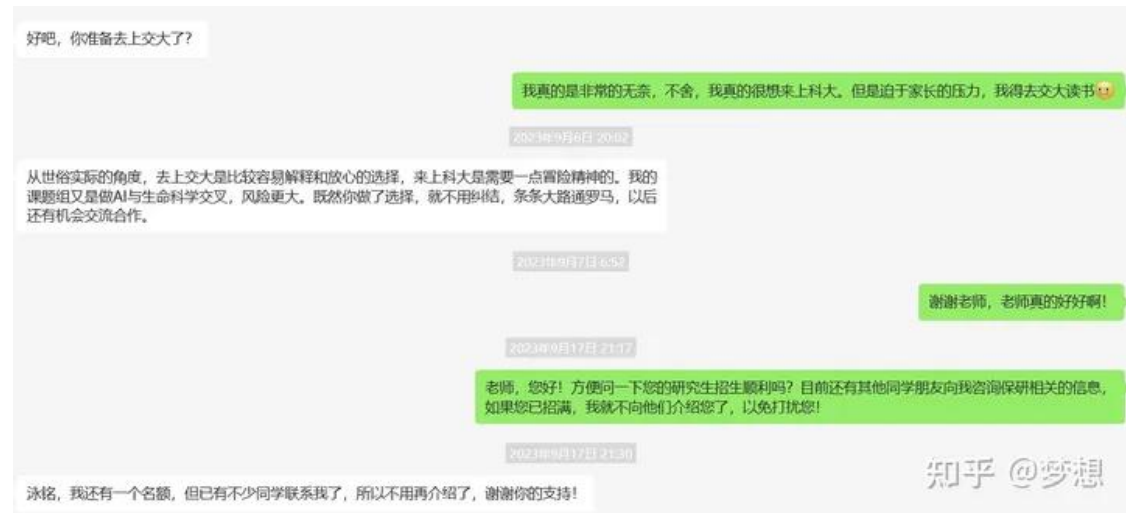 好吧，你准备去上交大了？
我真的是非常的无奈，不舍，我真的很想来上科大。但是迫于家长的压力，我得去交大读书
2023年9月6日 20:02
从世俗实际的角度，去上交大是比较容易解释和放心的选择，来上科大是需要一点冒险精神的。我的
课题组又是做AI与生命科学交叉，风险更大。既然你做了选择，就不用纠结，条条大路通罗马，以后
还有机会交流合作。
2023年9月7日 6:52
谢谢老师，老师真的好好啊！
2023年9月17日 21:17
老师，您好！方便问一下您的研究生招生顺利吗？目前还有其他同学朋友向我咨询保研相关的信息，
如果您已招满，我就不向他们介绍您了，以免打扰您！
2023年9月17日 21:30
泳铭，我还有一个名额，但已有不少同学联系我了，所以不用再介绍了，谢谢你的支持！
知乎 @梦想